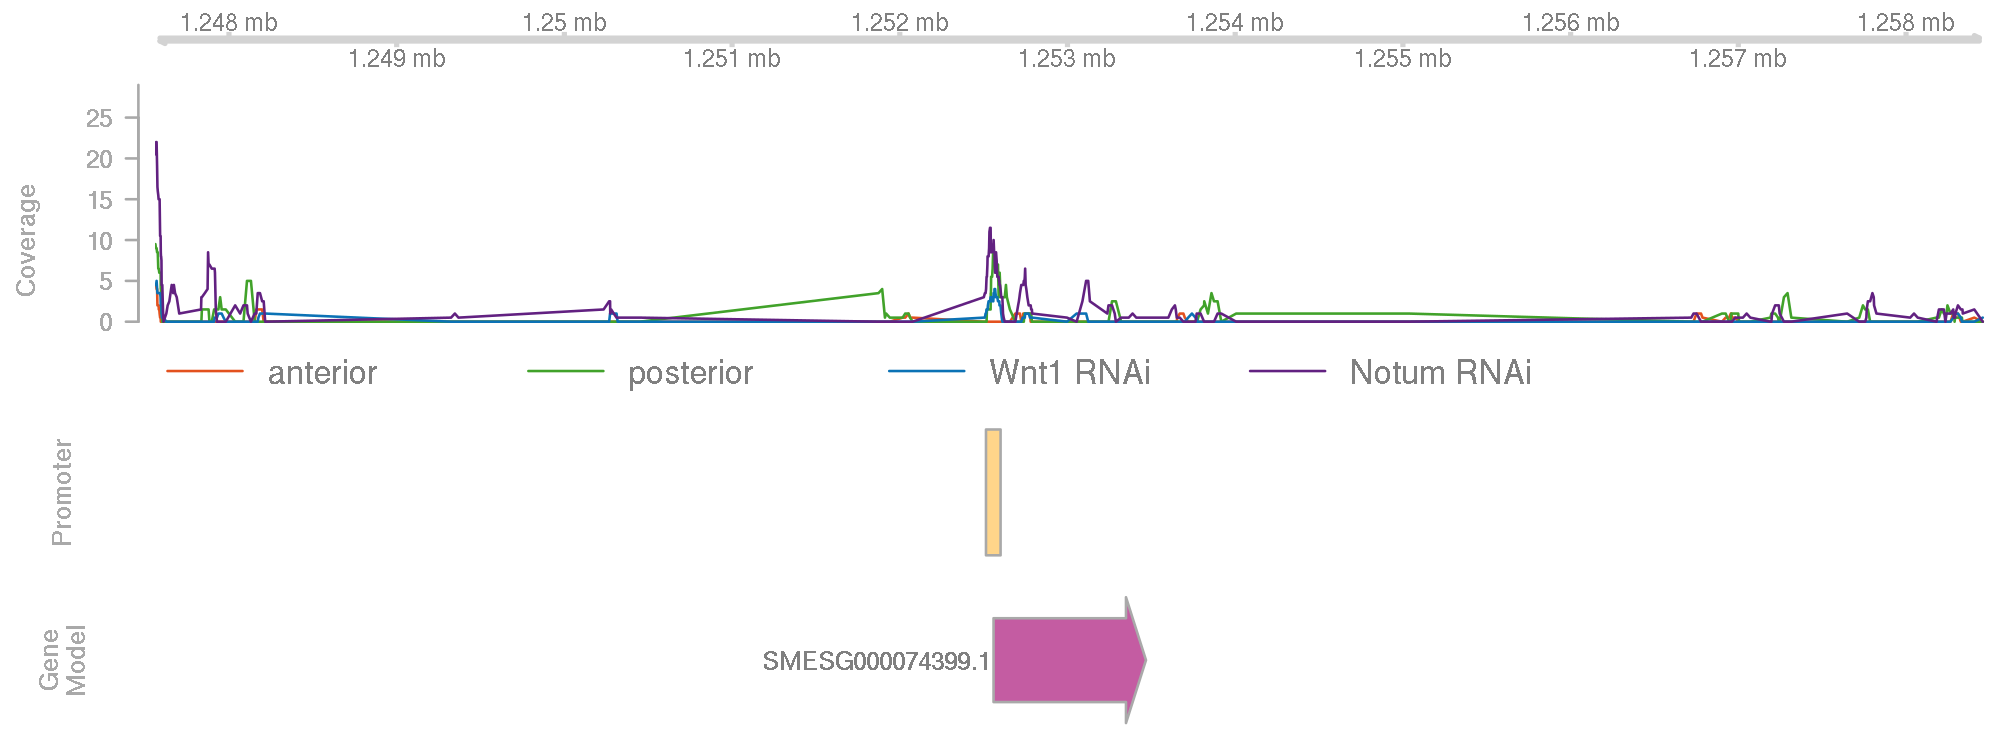 1.248 mb 1.25 mb 1.252 mb 1.254 mb 1.256 mb 1.258 mb
1.249 mb 1.251 mb 1.253 mb 1.255 mb 1.257 mb
Coverage
25
20
15
10
5
0
anterior posterior Wnt1 RNAi Notum RNAi
Promoter
Gene
Model
SMESG000074399.1